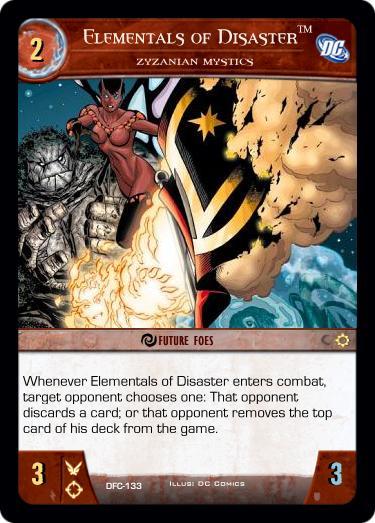 2
Elementals of Disaster™
Zyzanian Mystics
DC
Future Foes
Whenever Elementals of Disaster enters combat,
target opponent chooses one: That opponent
discards a card; or that opponent removes the top
card of his deck from the game.
3
DFC-133
Illus: DC Comics
3